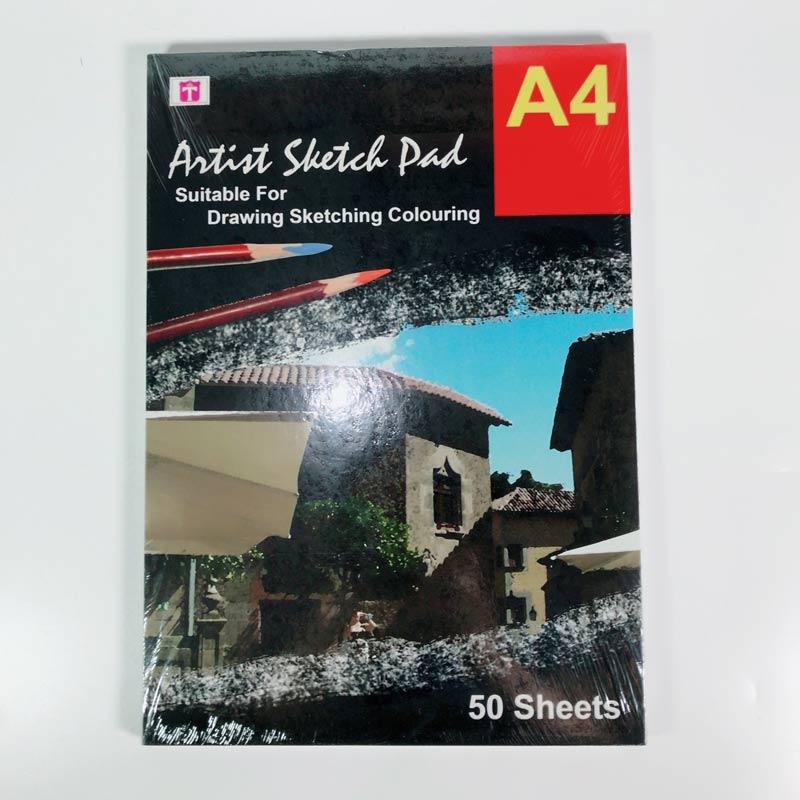 T
A4
Artist Sketch Pad
Suitable For
Drawing Sketching Colouring
50 Sheets